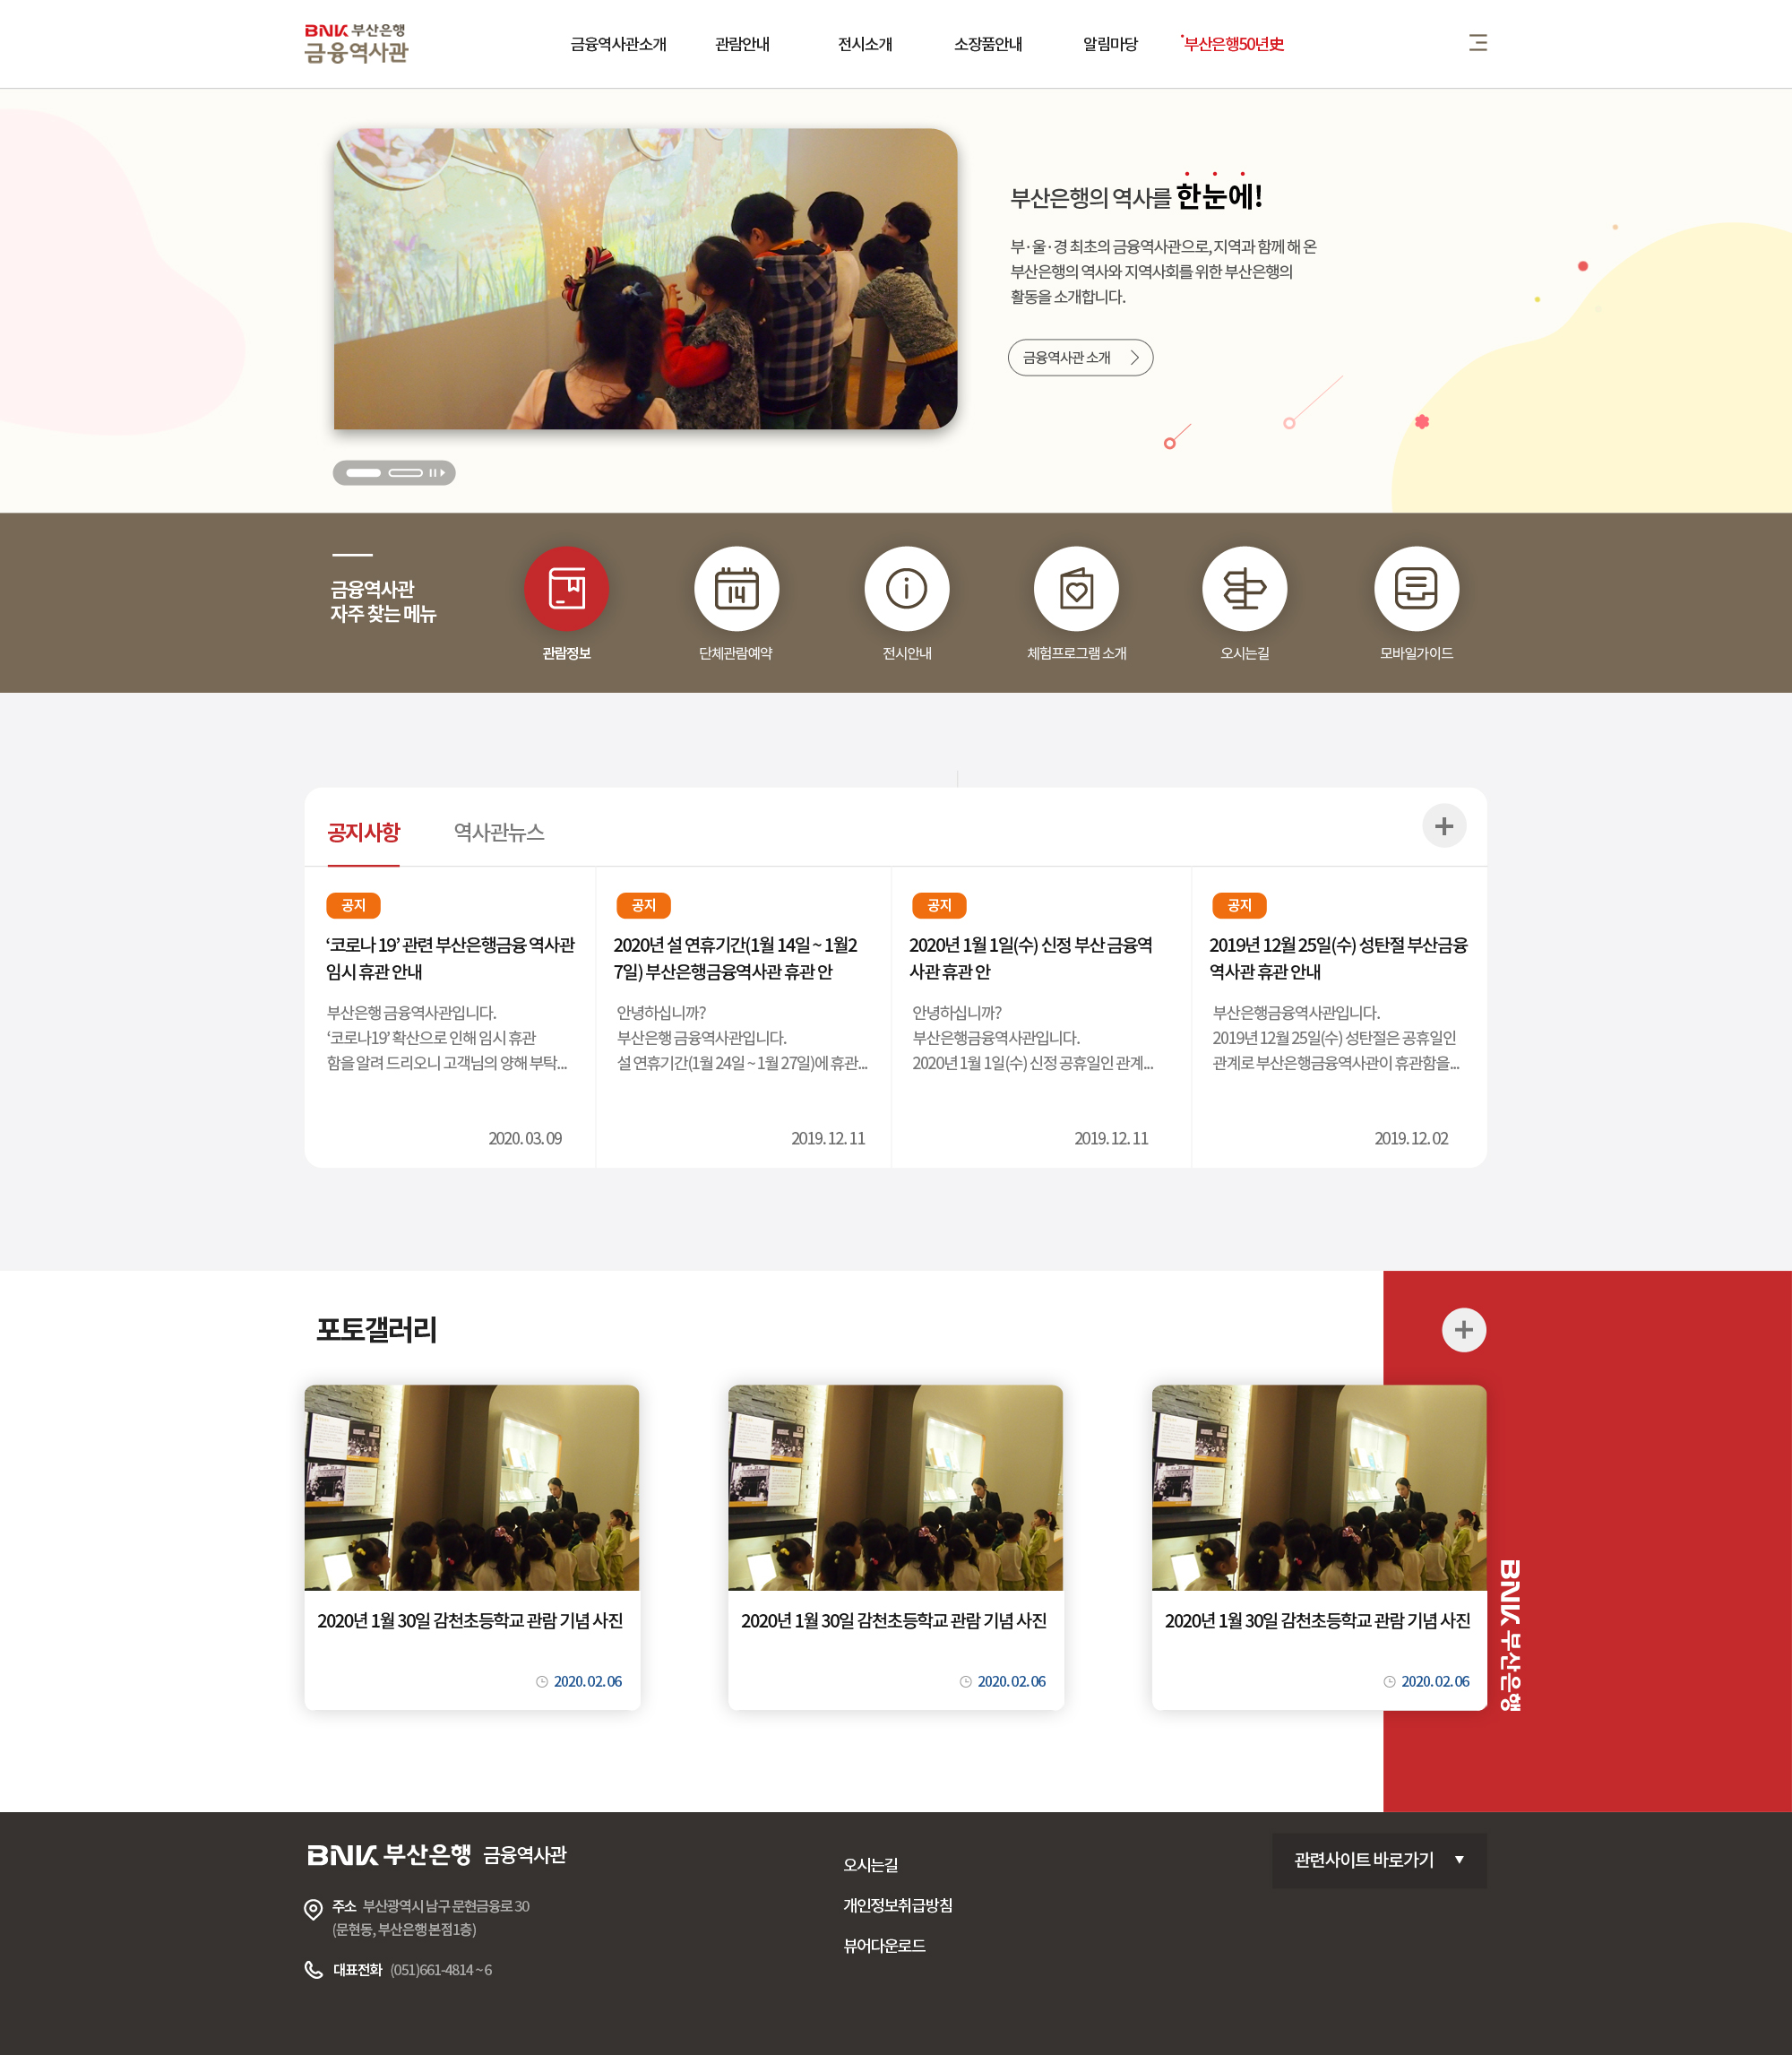 BNK 부산은행
금융역사관
금융역사관소개 관람안내 전시소개 소장품안내 알림마당 부산은행50년史
부산은행의 역사를 한눈에!
부·울·경 최초의 금융역사관으로, 지역과 함께 해 온
부산은행의 역사와 지역사회를 위한 부산은행의
활동을 소개합니다.
금융역사관 소개
금융역사관
자주 찾는 메뉴
14
관람정보 단체관람예약 전시안내 체험프로그램 소개 오시는길 모바일가이드
공지사항 역사관뉴스
공지
‘코로나 19’ 관련 부산은행금융 역사관
임시 휴관 안내
부산은행 금융역사관입니다.
‘코로나19’ 확산으로 인해 임시 휴관
함을 알려 드리오니 고객님의 양해 부탁...
2020. 03. 09
공지
2020년 설 연휴기간(1월 14일 ~ 1월2
7일) 부산은행금융역사관 휴관 안
안녕하십니까?
부산은행 금융역사관입니다.
설 연휴기간(1월 24일 ~ 1월 27일)에 휴관...
2019. 12. 11
공지
2020년 1월 1일(수) 신정 부산 금융역
사관 휴관 안
안녕하십니까?
부산은행금융역사관입니다.
2020년 1월 1일(수) 신정 공휴일인 관계...
2019. 12. 11
공지
2019년 12월 25일(수) 성탄절 부산금융
역사관 휴관 안내
부산은행금융역사관입니다.
2019년 12월 25일(수) 성탄절은 공휴일인
관계로 부산은행금융역사관이 휴관함을...
2019. 12. 02
포토갤러리
2020년 1월 30일 감천초등학교 관람 기념 사진
2020. 02. 06
2020년 1월 30일 감천초등학교 관람 기념 사진
2020. 02. 06
2020년 1월 30일 감천초등학교 관람 기념 사진
2020. 02. 06
BNK 부산은행
BNK 부산은행 금융역사관
주소 부산광역시 남구 문현금융로 30
(문현동, 부산은행 본점1층)
대표전화 (051)661-4814 ~ 6
오시는길
개인정보취급방침
뷰어다운로드
관련사이트 바로가기